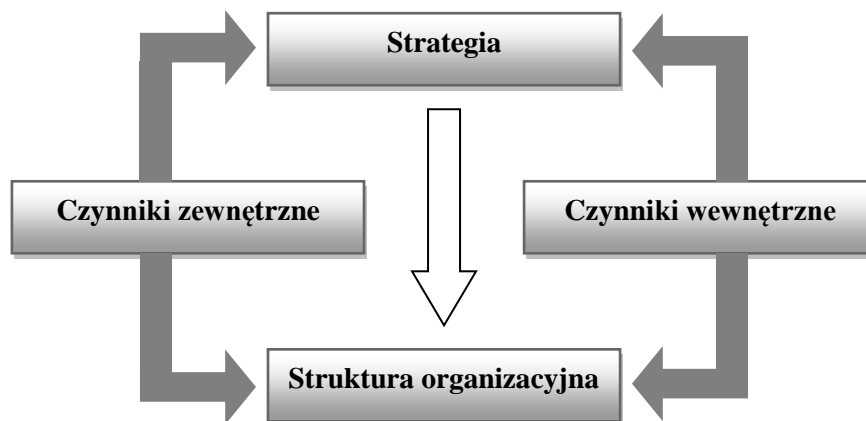 Strategia
Czynniki zewnętrzne
Czynniki wewnętrzne
Struktura organizacyjna